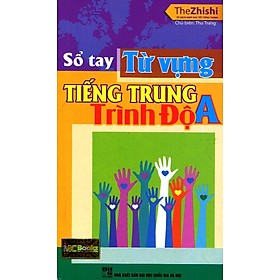 TheZhishi
Chủ biên: Thu Trang
Sổ tay Từ vựng
TIẾNG TRUNG
Trình Độ A
MCBooks
NHÀ XUẤT BẢN ĐẠI HỌC QUỐC GIA HÀ NỘI